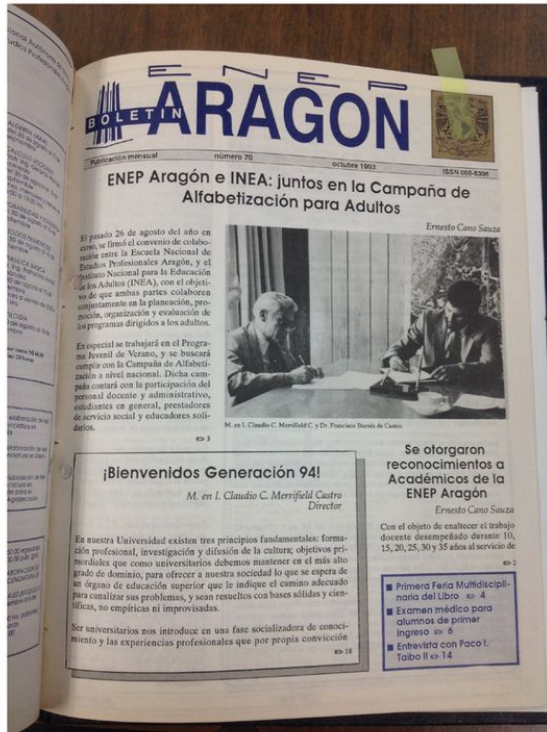 ENEP
BOLETIN
ARAGON
Publicación mensual
número 70
octubre 1993
ISSN 088-6396
ENEP Aragón e INEA: juntos en la Campaña de
Alfabetización para Adultos
Ernesto Cano Sauza
El pasado 26 de agosto del año en
curso, se firmó el convenio de colabo-
ración entre la Escuela Nacional de
Estudios Profesionales Aragón, y el
Instituto Nacional para la Educación
de los Adultos (INEA), con el objeti-
vo de que ambas partes colaboren
conjuntamente en la planeación, pro-
moción, organización y evaluación de
los programas dirigidos a los adultos.
En especial se trabajará en el Progra-
ma Juvenil de Verano, y se buscará
cumplir con la Campaña de Alfabeti-
zación a nivel nacional. Dicha cam-
paña contará con la participación del
personal docente y administrativo,
estudiantes en general, prestadores
de servicio social y educadores soli-
darios.
3
M. en I. Claudio C. Merrifield C. y Dr. Francisco Barnés de Castro.
¡Bienvenidos Generación 94!
M. en I. Claudio C. Merrifield Castro
Director
En nuestra Universidad existen tres principios fundamentales: forma-
ción profesional, investigación y difusión de la cultura; objetivos pri-
mordiales que como universitarios debemos mantener en el más alto
grado de dominio, para ofrecer a nuestra sociedad lo que se espera de
un órgano de educación superior que le indique el camino adecuado
para canalizar sus problemas, y sean resueltos con bases sólidas y cien-
tíficas, no empíricas ni improvisadas.
Ser universitarios nos introduce en una fase socializadora de conoci-
miento y las experiencias profesionales que por propia convicción
Se otorgaron
reconocimientos a
Académicos de la
ENEP Aragón
Ernesto Cano Sauza
Con el objeto de enaltecer el trabajo
docente desempeñado durante 10,
15, 20, 25, 30 y 35 años al servicio de
2
Primera Feria Multidiscipli-
naria del Libro 4
Examen médico para
alumnos de primer
ingreso 6
Entrevista con Paco I.
Taibo II 14